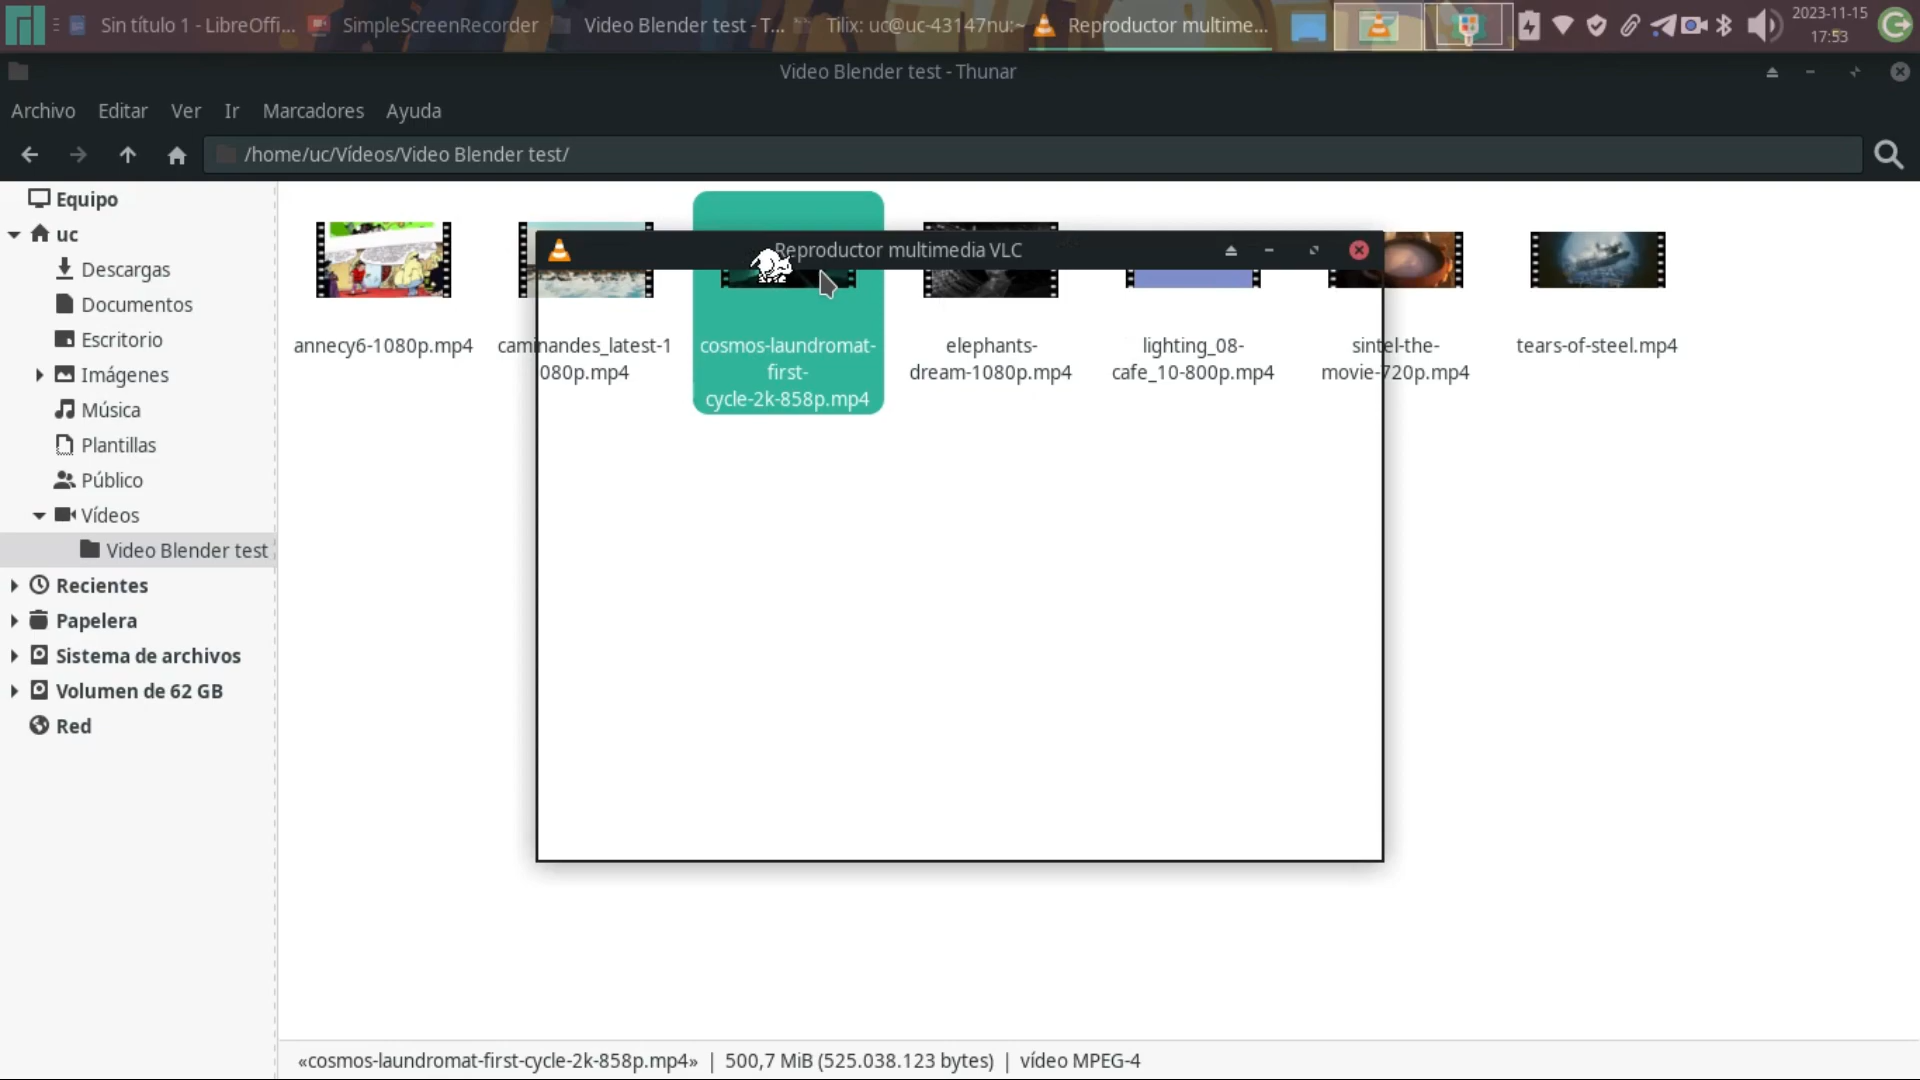 Sin título 1 - LibreOffi...
SimpleScreenRecorder
Video Blender test - T...
Tilix: uc@uc-43147nu:~
Reproductor multime...
2023-11-15
17:53
Video Blender test - Thunar
Archivo
Editar
Ver
Ir
Marcadores
Ayuda
/home/uc/Vídeos/Video Blender test/
Equipo
uc
Descargas
Documentos
Escritorio
Imágenes
Música
Plantillas
Público
Vídeos
Video Blender test
Recientes
Papelera
Sistema de archivos
Volumen de 62 GB
Red
Reproductor multimedia VLC
annecy6-1080p.mp4
caminandes_latest-1
080p.mp4
cosmos-laundromat-
first-
cycle-2k-858p.mp4
elephants-
dream-1080p.mp4
lighting_08-
cafe_10-800p.mp4
sintel-the-
movie-720p.mp4
tears-of-steel.mp4
«cosmos-laundromat-first-cycle-2k-858p.mp4» | 500,7 MiB (525.038.123 bytes) | vídeo MPEG-4